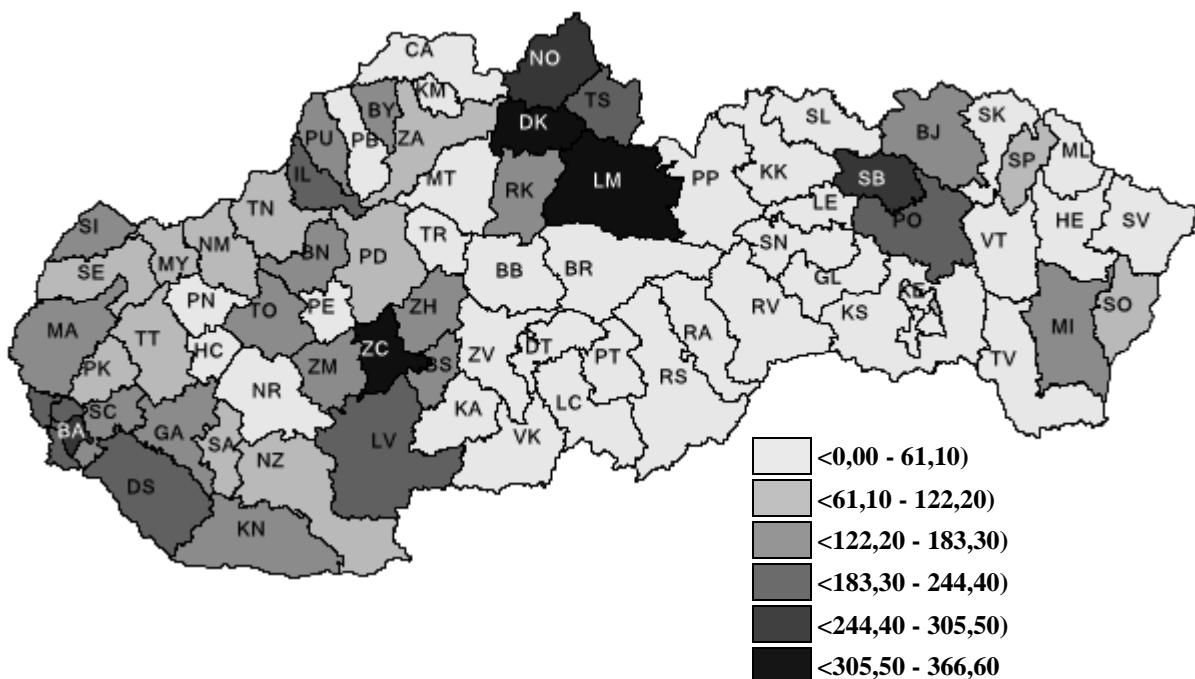 CA
NO
KM
TS
BY
DK
PU
PB
ZA
SL
BJ
SK
SP
ML
IL
MT
RK
LM
PP
KK
SB
LE
PO
HE
SV
TN
SI
NM
BN
PD
TR
BB
BR
SN
VT
SE
MY
GL
PN
PE
ZH
RV
KS
KE
SO
MA
TO
TT
HC
ZC
ZV
DT
PT
RA
MI
PK
ZM
BS
RS
TV
NR
SC
KA
LC
BA
GA
SA
LV
VK
NZ
DS
KN
<0,00 - 61,10)
<61,10 - 122,20)
<122,20 - 183,30)
<183,30 - 244,40)
<244,40 - 305,50)
<305,50 - 366,60